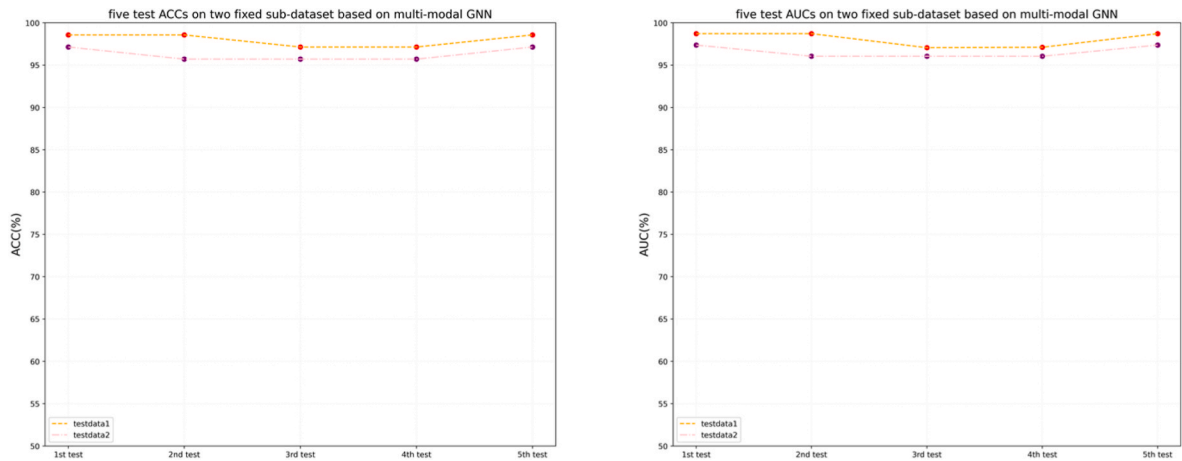 five test ACCs on two fixed sub-dataset based on multi-modal GNN
100
95
90
85
80
75
70
65
60
55
50
ACC(%)
testdata1
testdata2
1st test 2nd test 3rd test 4th test 5th test
five test AUCs on two fixed sub-dataset based on multi-modal GNN
100
95
90
85
80
75
70
65
60
55
50
AUC(%)
testdata1
testdata2
1st test 2nd test 3rd test 4th test 5th test